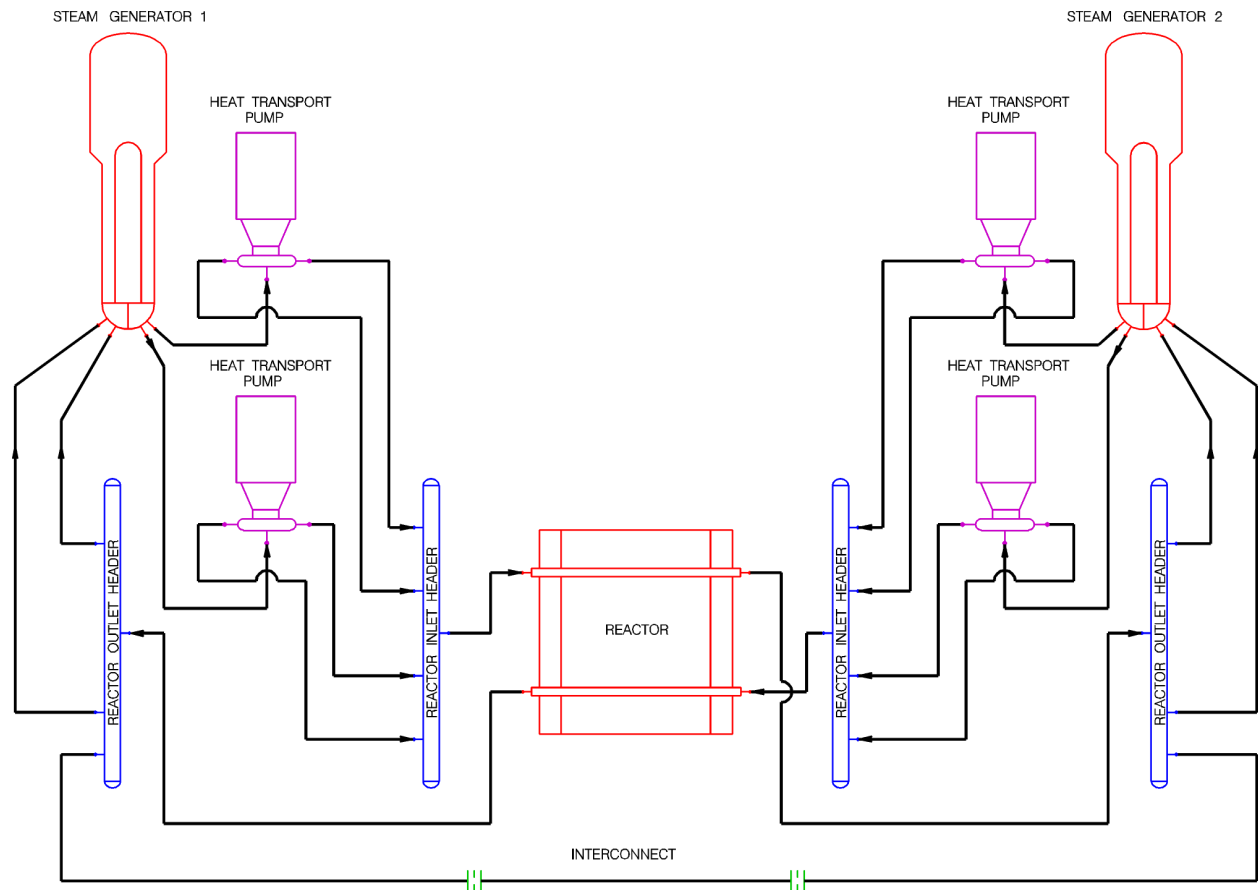 STEAM GENERATOR 1
STEAM GENERATOR 2
HEAT TRANSPORT
PUMP
HEAT TRANSPORT
PUMP
HEAT TRANSPORT
PUMP
HEAT TRANSPORT
PUMP
REACTOR OUTLET HEADER
REACTOR INLET HEADER
REACTOR
REACTOR INLET HEADER
REACTOR OUTLET HEADER
INTERCONNECT